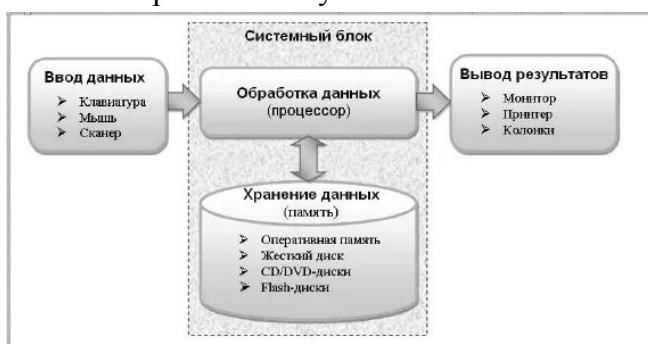 Системный блок
Ввод данных
➢ Клавиатура
➢ Мышь
➢ Сканер
Обработка данных
(процессор)
Вывод результатов
➢ Монитор
➢ Принтер
➢ Колонки
Хранение данных
(память)
➢ Оперативная память
➢ Жесткий диск
➢ CD/DVD-диски
➢ Flash-диски